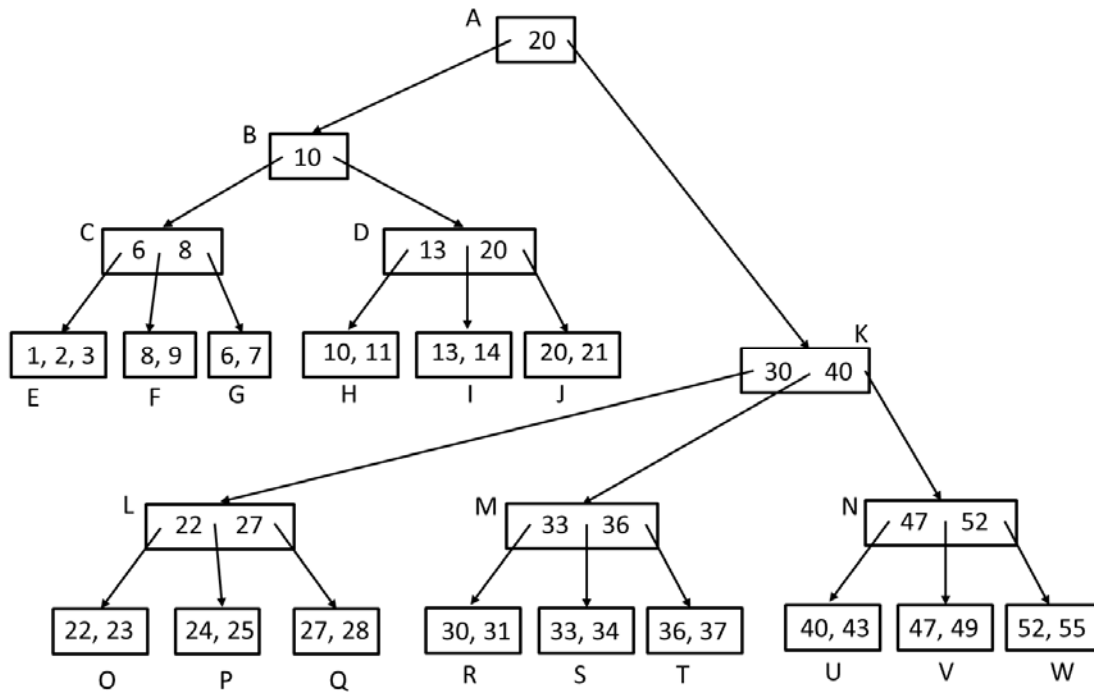 A
20
B
10
C
6 8
D
13 20
1, 2, 3
8, 9
6, 7
10, 11
13, 14
20, 21
E
F
G
H
I
J
K
30 40
L
22 27
M
33 36
N
47 52
22, 23
24, 25
27, 28
30, 31
33, 34
36, 37
40, 43
47, 49
52, 55
O
P
Q
R
S
T
U
V
W